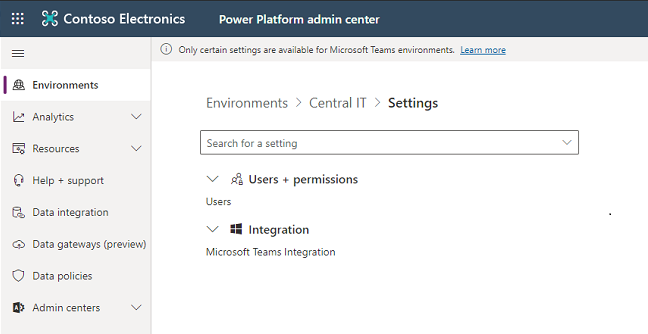 Contoso Electronics Power Platform admin center
Only certain settings are available for Microsoft Teams environments. Learn more
Environments
Analytics
Resources
Help + support
Data integration
Data gateways (preview)
Data policies
Admin centers
Environments > Central IT > Settings
Search for a setting
Users + permissions
Users
Integration
Microsoft Teams Integration